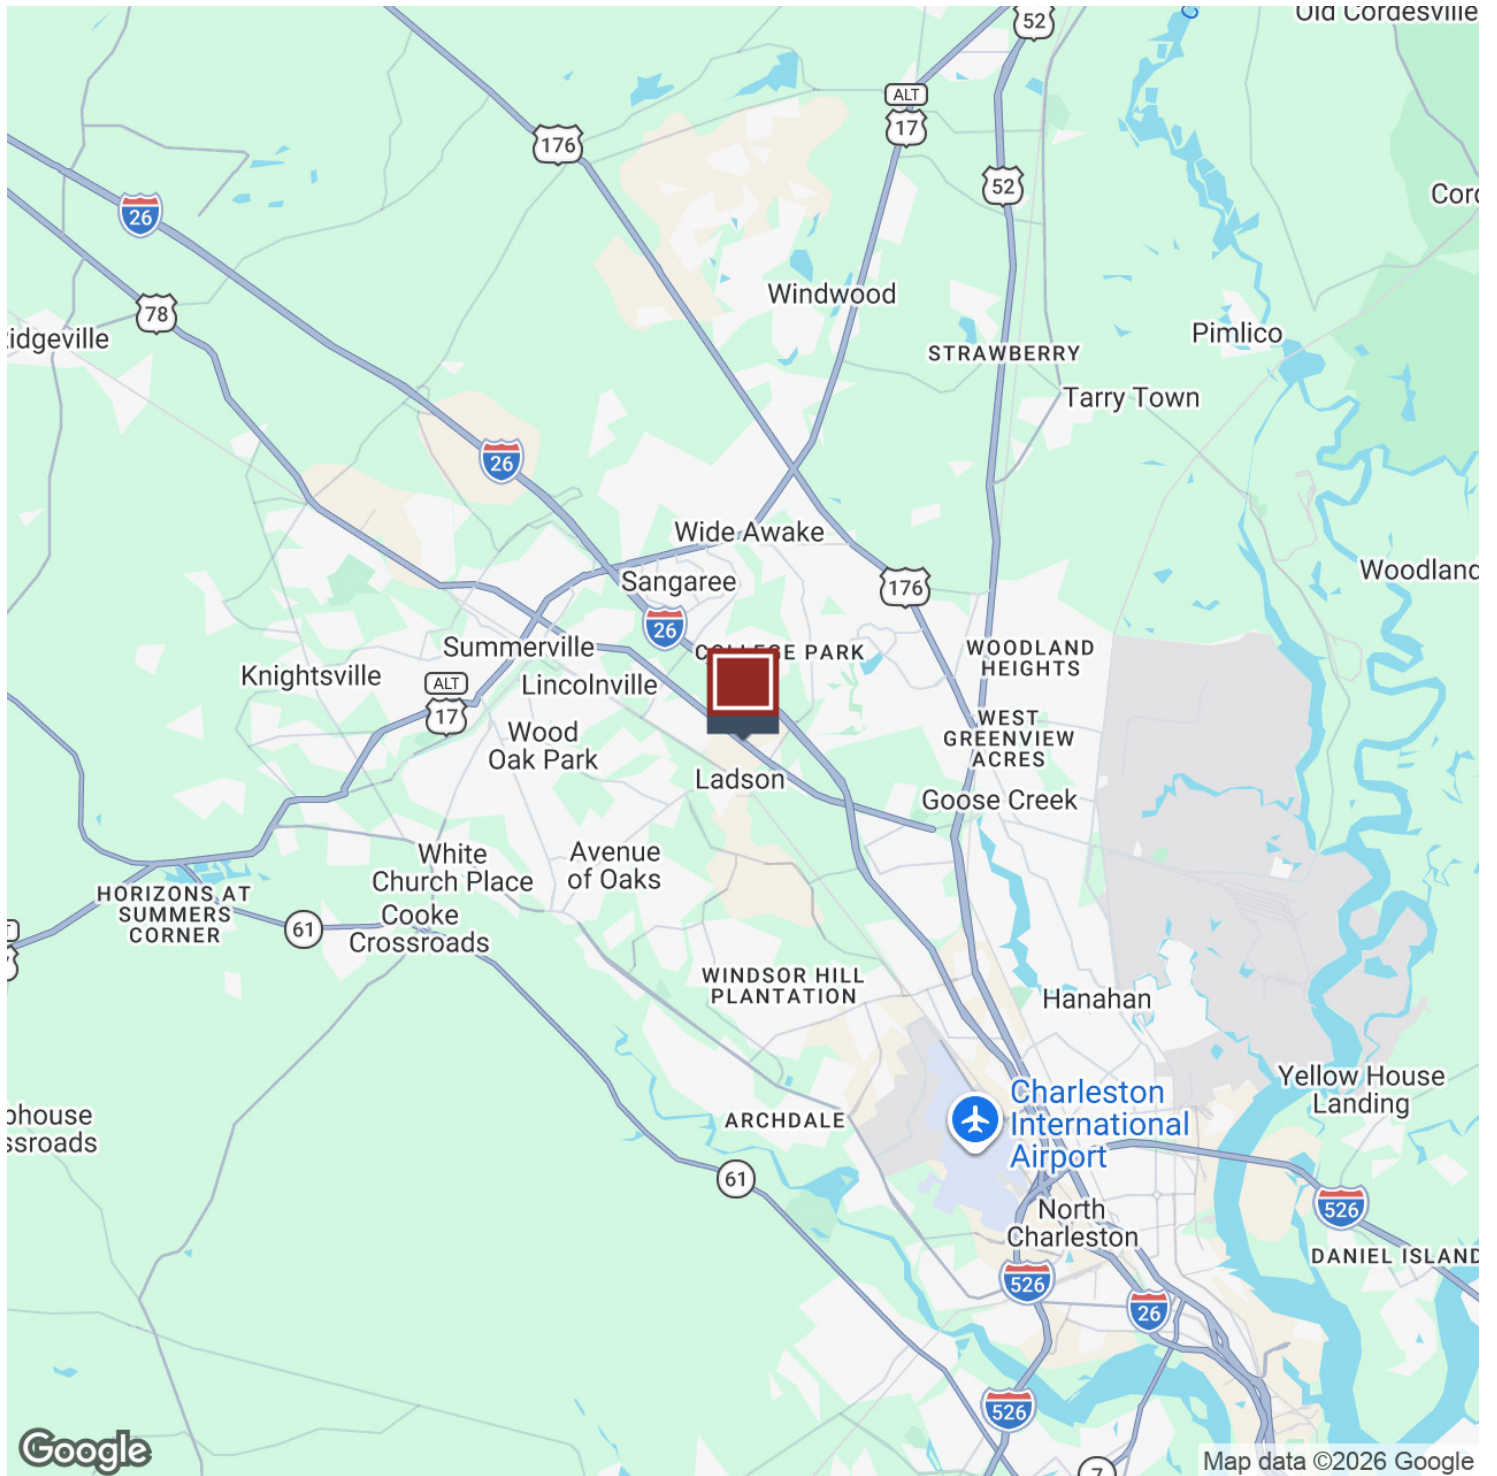 Old Cordesville
52
ALT
17
176
52
26
Cord
78
Windwood
idgeville
Pimlico
STRAWBERRY
Tarry Town
26
Wide Awake
Woodland
Sangaree
176
26
Summerville
COLLEGE PARK
WOODLAND
HEIGHTS
Knightsville
ALT
17
Lincolnville
Wood
Oak Park
WEST
GREENVIEW
ACRES
Ladson
Goose Creek
White
Church Place
Avenue
of Oaks
HORIZONS AT
SUMMERS
CORNER
61
Cooke
Crossroads
WINDSOR HILL
PLANTATION
Hanahan
Yellow House
Landing
Charleston
International
Airport
phouse
ssroads
ARCHDALE
61
526
North
Charleston
DANIEL ISLAND
526
26
526
7
Google
Map data ©2026 Google